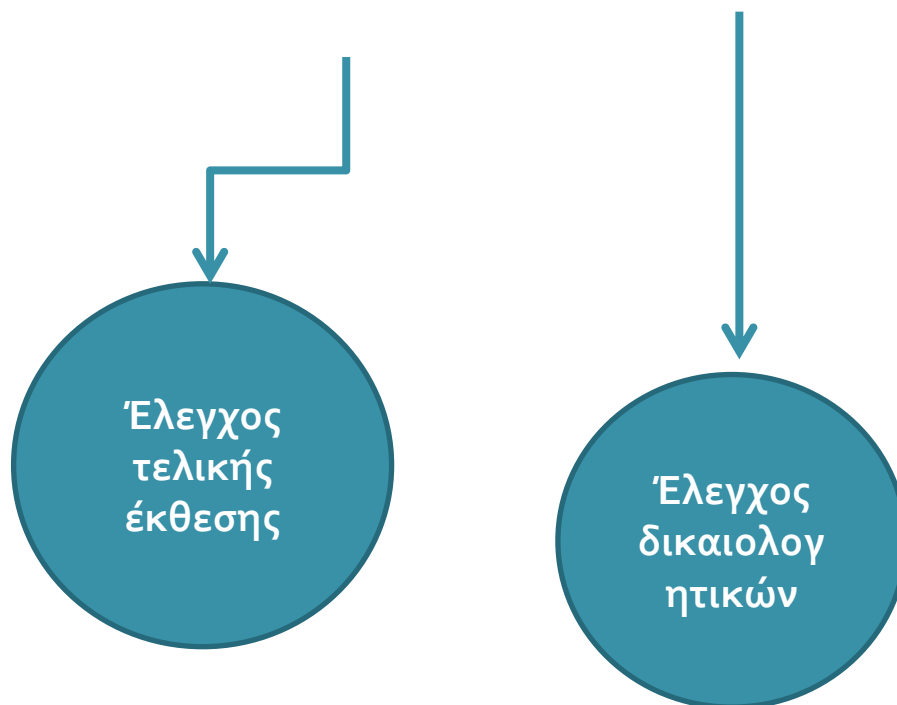 Έλεγχος
τελικής
έκθεσης
Έλεγχος
δικαιολογ
ητικών